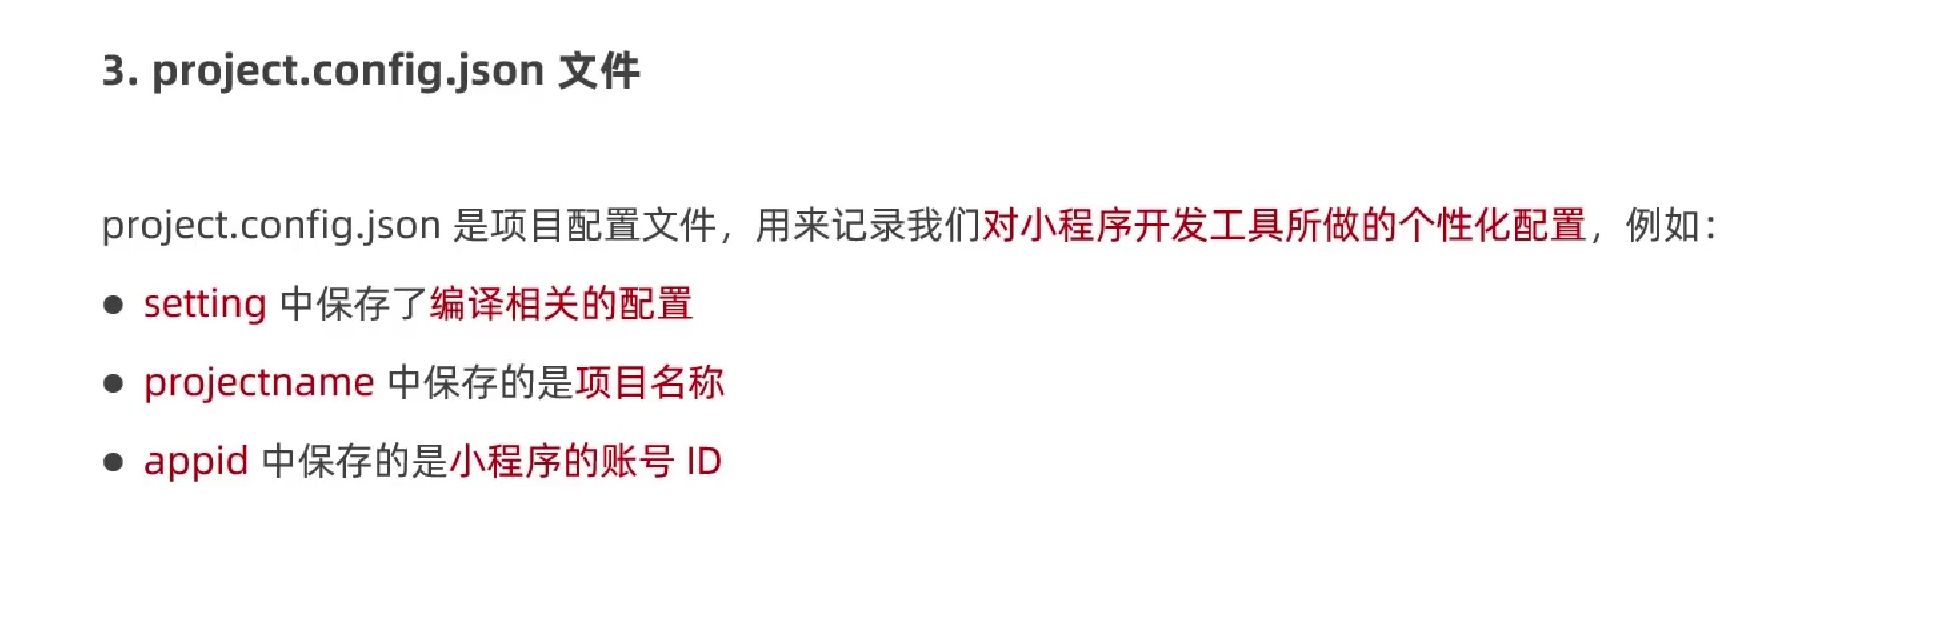 3. project.config.json 文件
project.config.json 是项目配置文件，用来记录我们对小程序开发工具所做的个性化配置，例如：
● setting 中保存了编译相关的配置
● projectname 中保存的是项目名称
● appid 中保存的是小程序的账号 ID